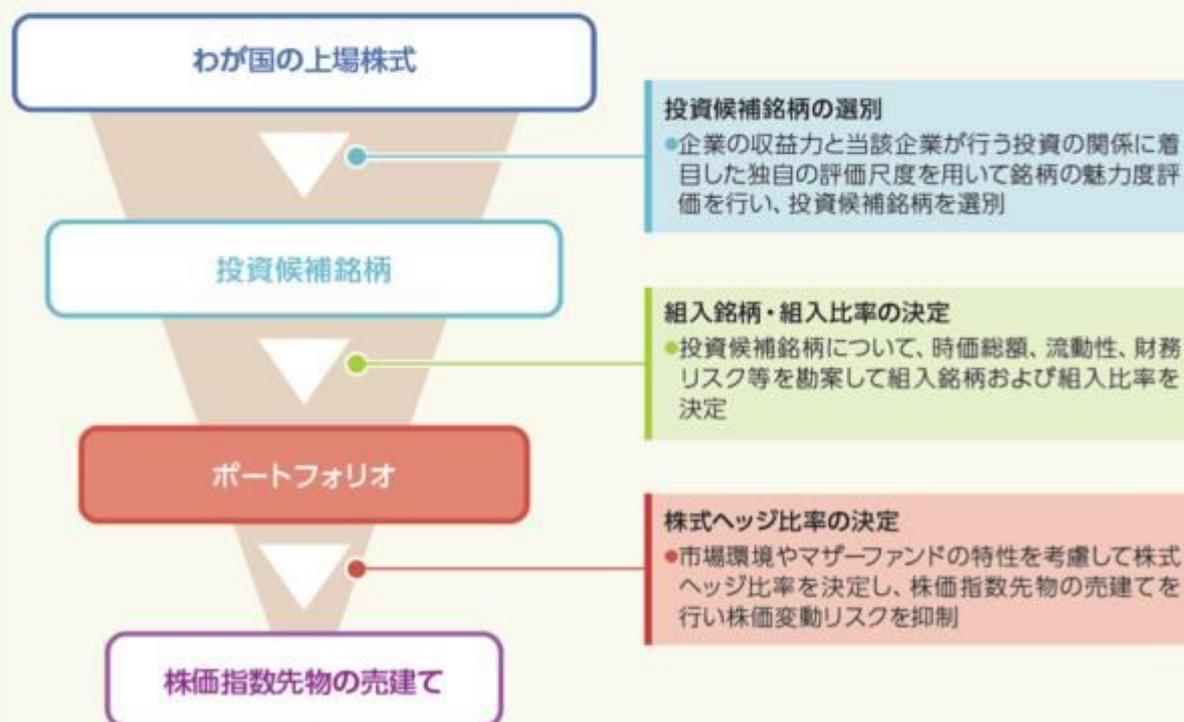 わが国の上場株式
投資候補銘柄の選別
●企業の収益力と当該企業が行う投資の関係に着
目した独自の評価尺度を用いて銘柄の魅力度評
価を行い、投資候補銘柄を選別
投資候補銘柄
組入銘柄・組入比率の決定
●投資候補銘柄について、時価総額、流動性、財務
リスク等を勘案して組入銘柄および組入比率を
決定
ポートフォリオ
株式ヘッジ比率の決定
●市場環境やマザーファンドの特性を考慮して株式
ヘッジ比率を決定し、株価指数先物の売建てを
行い株価変動リスクを抑制
株価指数先物の売建て